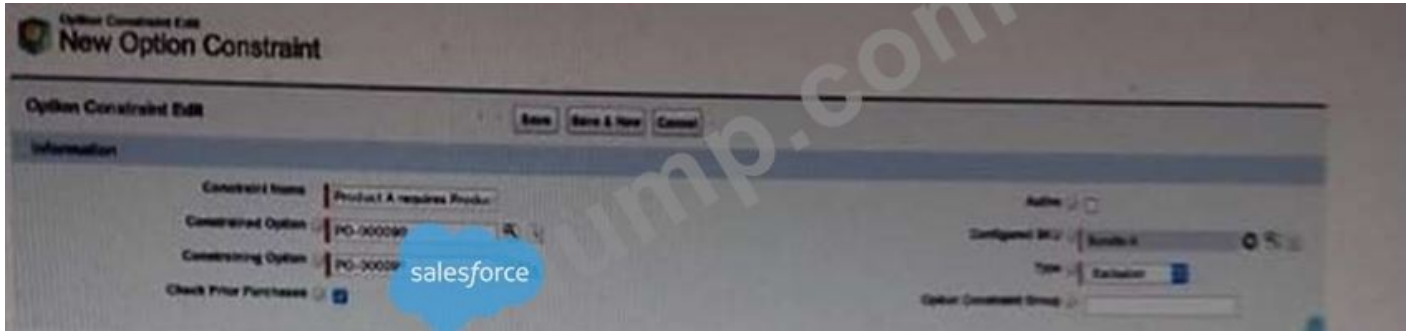 Option Constraint Edit
New Option Constraint
Option Constraint Edit
Save Save & New Cancel
Information
Constraint Name Product A requires Produc
Active
Constrained Option PO-000090
Configured SKU Bundle A
Constraining Option
Type Exclusion
Check Prior Purchases
Option Constraint Group
salesforce
ump.com